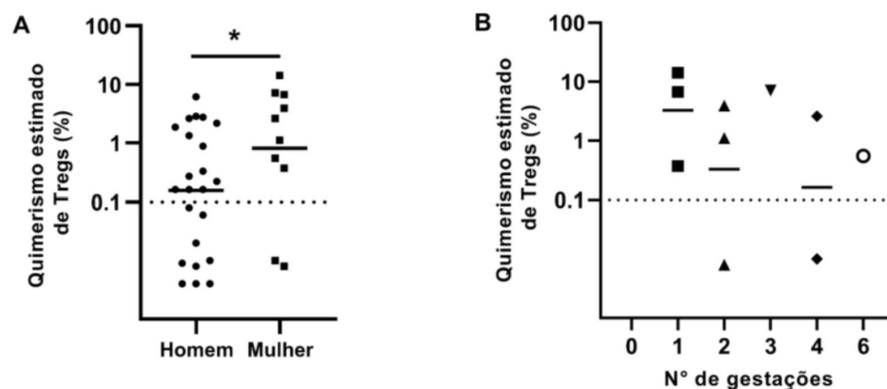 A
Quimerismo estimado
de Tregs (%)
100
10
1
0.1
*
Homem Mulher
B
Quimerismo estimado
de Tregs (%)
100
10
1
0.1
0 1 2 3 4 6
N° de gestações